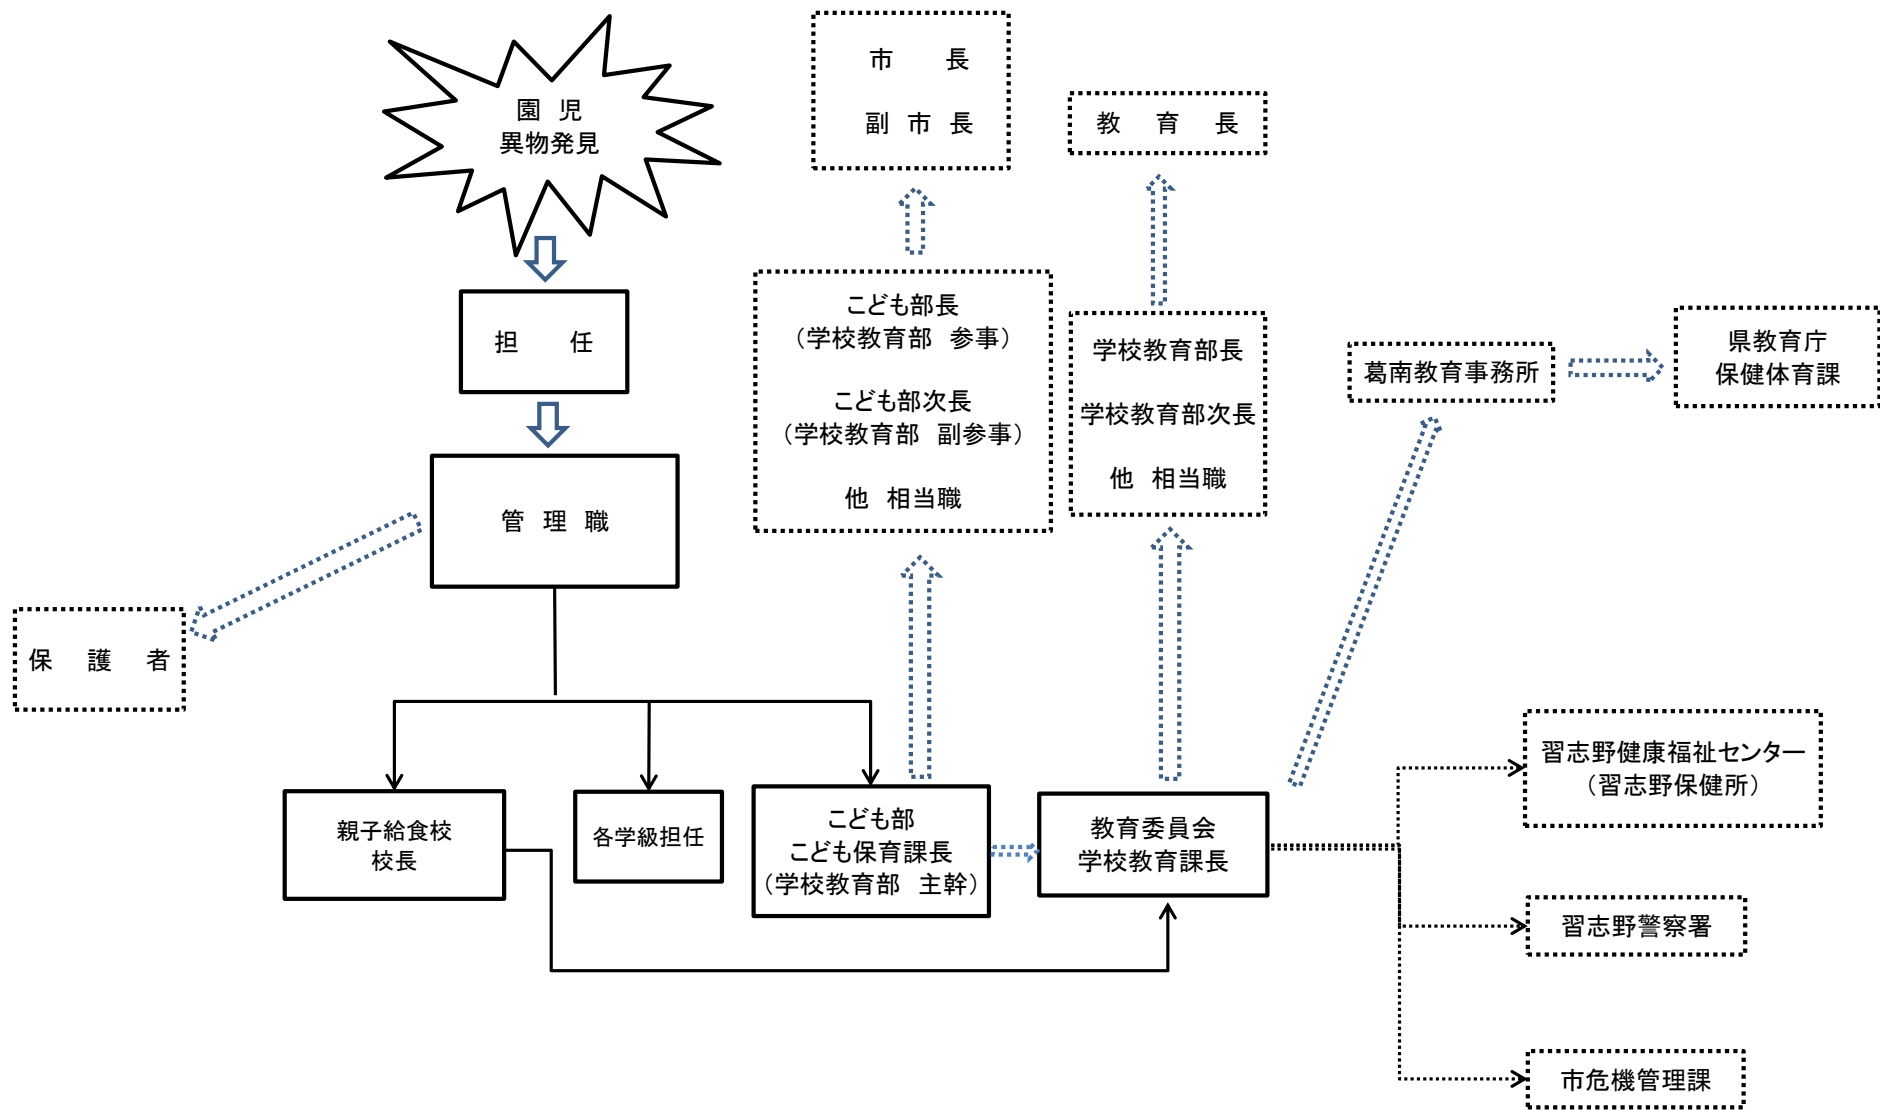 園 児
異物発見
市 長
副 市 長
教 育 長
担 任
こども部長
（学校教育部 参事）
こども部次長
（学校教育部 副参事）
他 相当職
学校教育部長
学校教育部次長
他 相当職
葛南教育事務所
県教育庁
保健体育課
管 理 職
保 護 者
親子給食校
校長
各学級担任
こども部
こども保育課長
（学校教育部 主幹）
教育委員会
学校教育課長
習志野健康福祉センター
（習志野保健所）
習志野警察署
市危機管理課